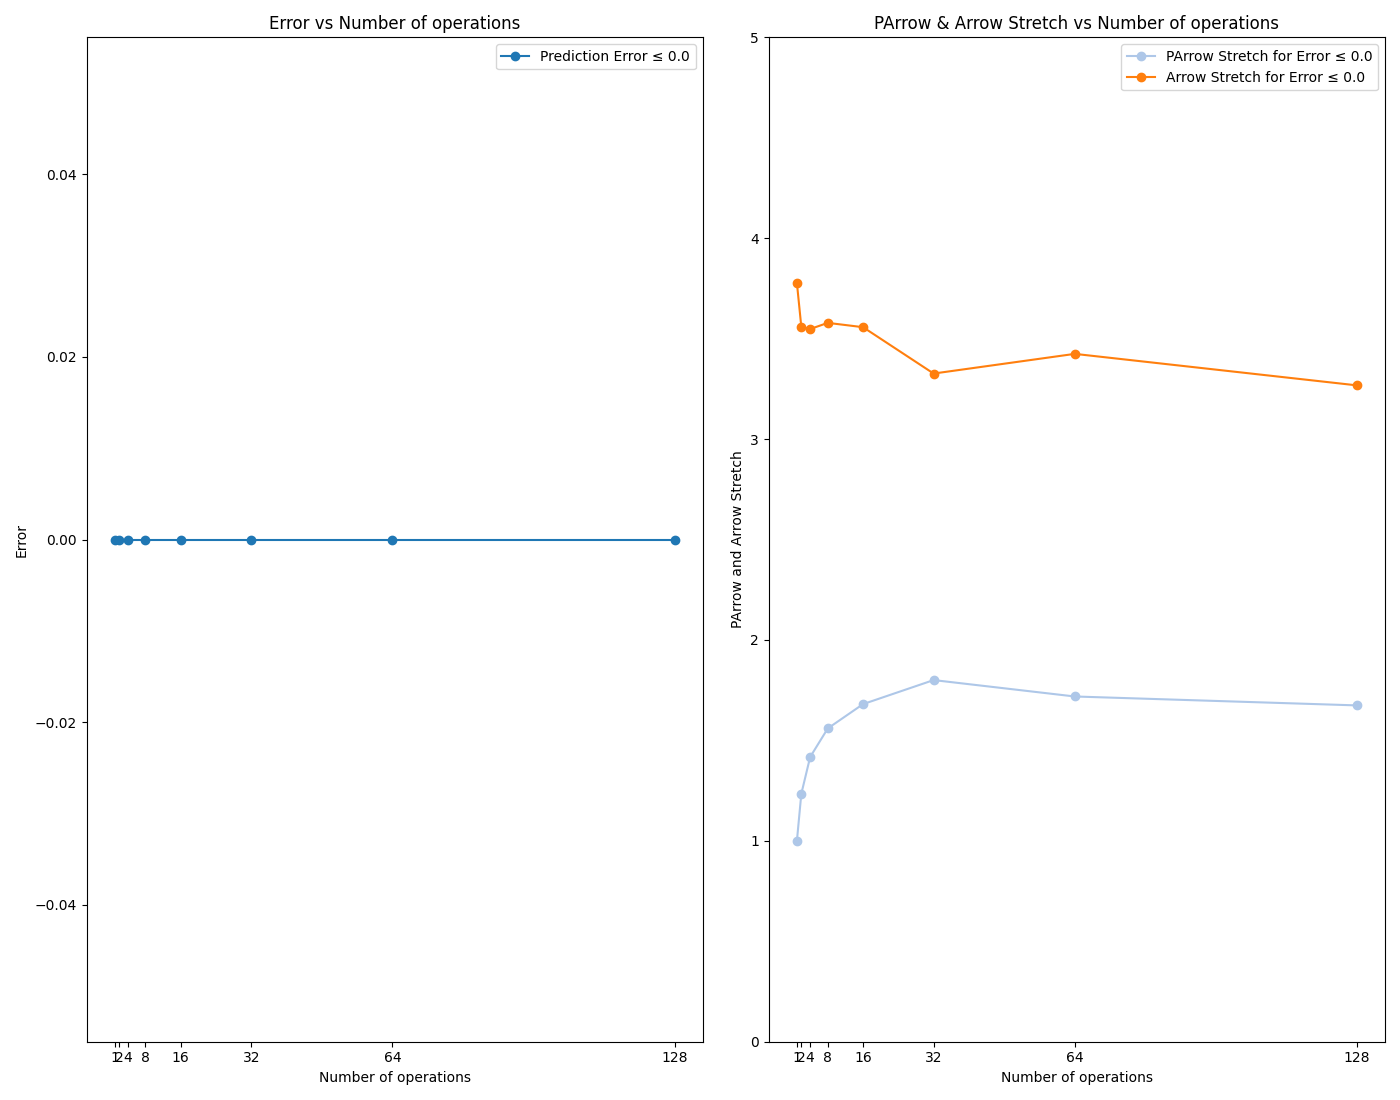 Error vs Number of operations
Prediction Error ≤ 0.0
0.04
0.02
0.00
−0.02
−0.04
Error
1 2 4 8 16 32 64 128
Number of operations
PArrow & Arrow Stretch vs Number of operations
PArrow Stretch for Error ≤ 0.0
Arrow Stretch for Error ≤ 0.0
5
4
3
2
1
0
PArrow and Arrow Stretch
1 2 4 8 16 32 64 128
Number of operations